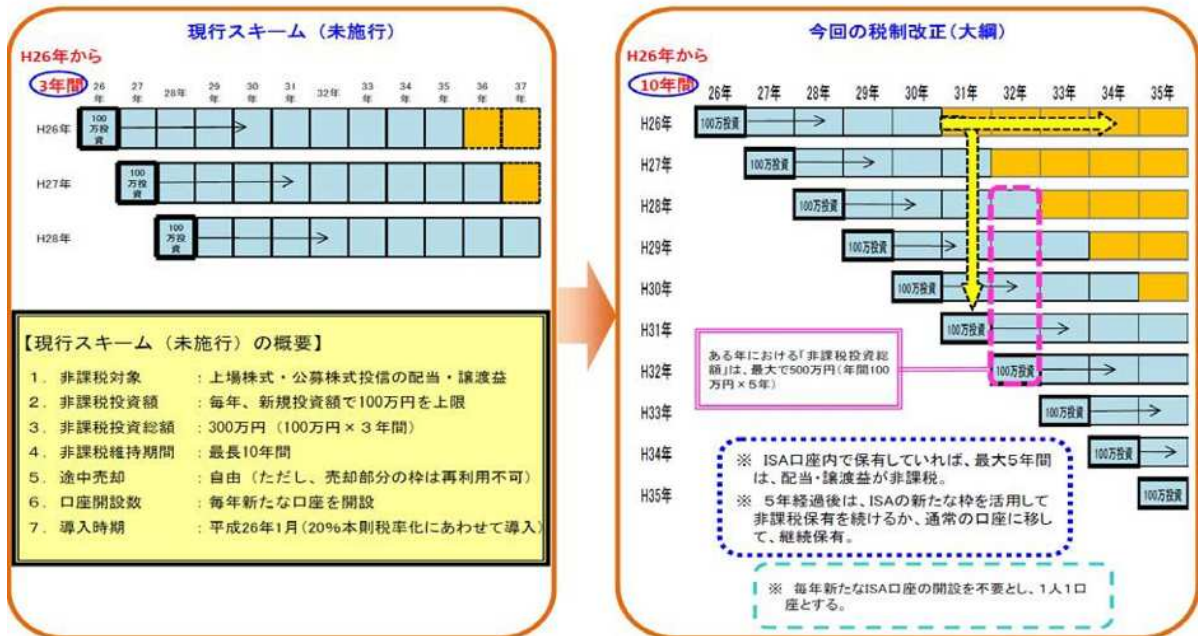 現行スキーム（未施行）
H26年から
3年間
26年 27年 28年 29年 30年 31年 32年 33年 34年 35年 36年 37年
H26年 100万投資
H27年 100万投資
H28年 100万投資
【現行スキーム（未施行）の概要】
1. 非課税対象 ：上場株式・公募株式投信の配当・譲渡益
2. 非課税投資額 ：毎年、新規投資額で100万円を上限
3. 非課税投資総額 ：300万円（100万円×３年間）
4. 非課税維持期間 ：最長10年間
5. 途中売却 ：自由（ただし、売却部分の枠は再利用不可）
6. 口座開設数 ：毎年新たな口座を開設
7. 導入時期 ：平成26年1月（20％本則税率化にあわせて導入）
今回の税制改正（大綱）
H26年から
10年間
26年 27年 28年 29年 30年 31年 32年 33年 34年 35年
H26年 100万投資
H27年 100万投資
H28年 100万投資
H29年 100万投資
H30年 100万投資
H31年 100万投資
H32年 100万投資
H33年 100万投資
H34年 100万投資
H35年 100万投資
ある年における「非課税投資総
額」は、最大で500万円（年間100
万円×5年）
※ ISA口座内で保有していれば、最大５年間
は、配当・譲渡益が非課税。
※ ５年経過後は、ISAの新たな枠を活用して
非課税保有を続けるか、通常の口座に移し
て、継続保有。
※ 毎年新たなISA口座の開設を不要とし、1人1口
座とする。